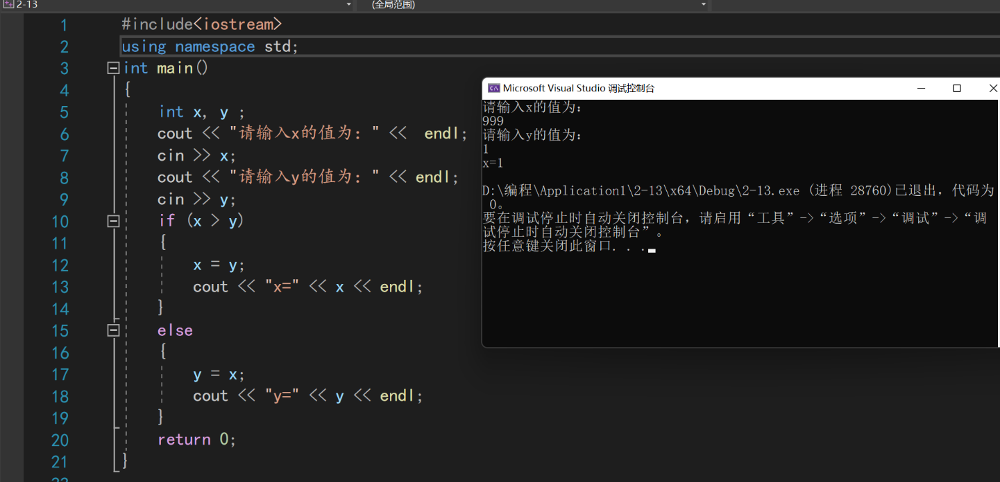 2-13
(全局范围)
1 #include<iostream>
2 using namespace std;
3 int main()
4 {
5 int x, y ;
6 cout << "请输入x的值为：" <<  endl;
7 cin >> x;
8 cout << "请输入y的值为：" << endl;
9 cin >> y;
10 if (x > y)
11 {
12 x = y;
13 cout << "x=" << x << endl;
14 }
15 else
16 {
17 y = x;
18 cout << "y=" << y << endl;
19 }
20 return 0;
21 }
22
Microsoft Visual Studio 调试控制台
请输入x的值为：
999
请输入y的值为：
1
x=1
D:\编程\Application1\2-13\x64\Debug\2-13.exe (进程 28760)已退出，代码为
0。
要在调试停止时自动关闭控制台，请启用“工具”->“选项”->“调试”->“调
试停止时自动关闭控制台”。
按任意键关闭此窗口. . .